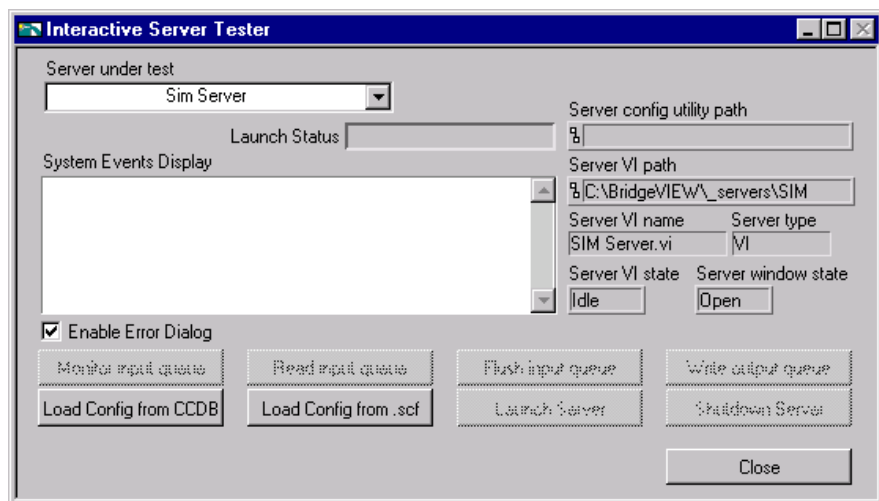 Interactive Server Tester
Server under test
Sim Server
Server config utility path
Launch Status
System Events Display
Server VI path
C:\BridgeVIEW\_servers\SIM
Server VI name Server type
SIM Server.vi VI
Server VI state Server window state
Idle Open
Enable Error Dialog
Monitor input queue Read input queue Flush input queue Write output queue
Load Config from CCDB Load Config from .scf Launch Server Shutdown Server
Close